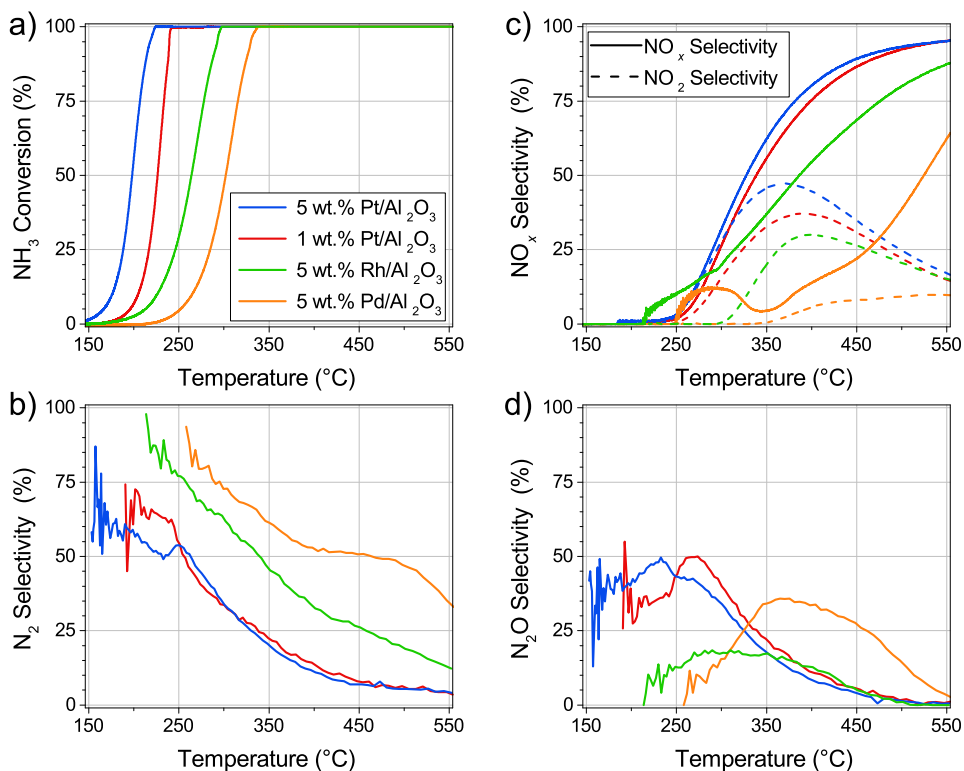 a)
NH3 Conversion (%)
100
75
50
25
0
150 250 350 450 550
Temperature (°C)
5 wt.% Pt/Al2O3
1 wt.% Pt/Al2O3
5 wt.% Rh/Al2O3
5 wt.% Pd/Al2O3
c)
NOx Selectivity (%)
100
75
50
25
0
150 250 350 450 550
Temperature (°C)
NOx Selectivity
NO2 Selectivity
b)
N2 Selectivity (%)
100
75
50
25
0
150 250 350 450 550
Temperature (°C)
d)
N2O Selectivity (%)
100
75
50
25
0
150 250 350 450 550
Temperature (°C)